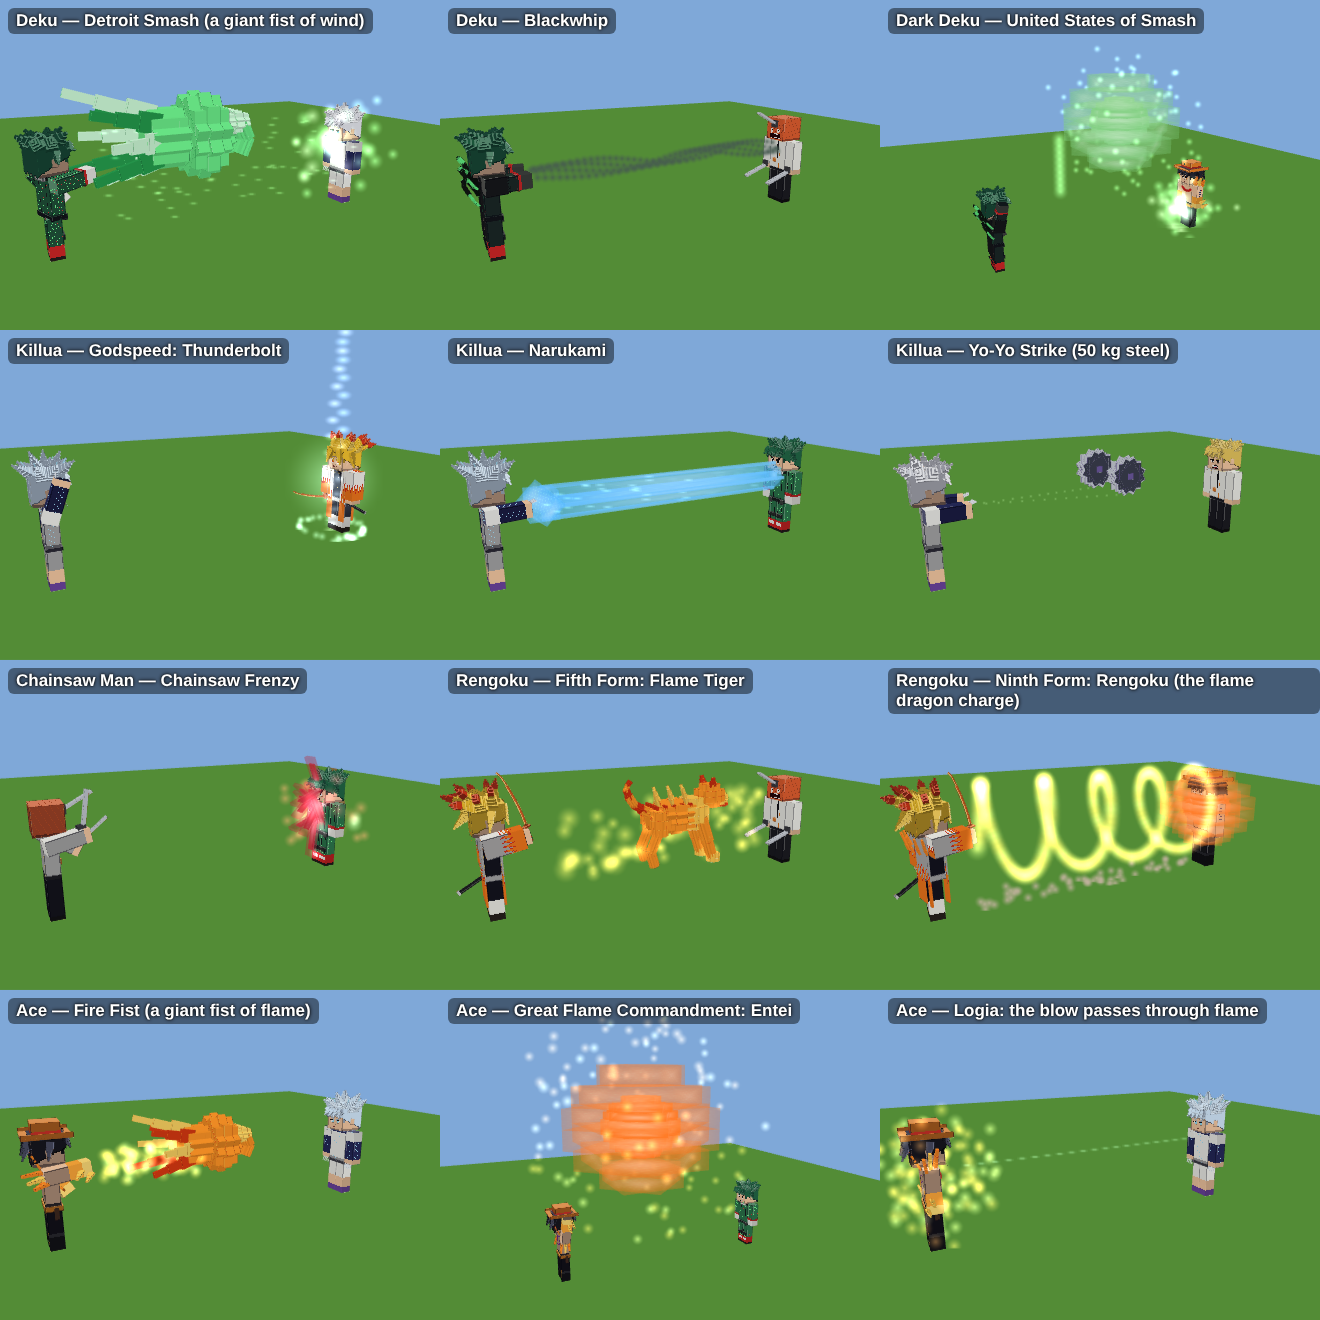 Deku — Detroit Smash (a giant fist of wind)
Deku — Blackwhip
Dark Deku — United States of Smash
Killua — Godspeed: Thunderbolt
Killua — Narukami
Killua — Yo-Yo Strike (50 kg steel)
Chainsaw Man — Chainsaw Frenzy
Rengoku — Fifth Form: Flame Tiger
Rengoku — Ninth Form: Rengoku (the flame
dragon charge)
Ace — Fire Fist (a giant fist of flame)
Ace — Great Flame Commandment: Entei
Ace — Logia: the blow passes through flame